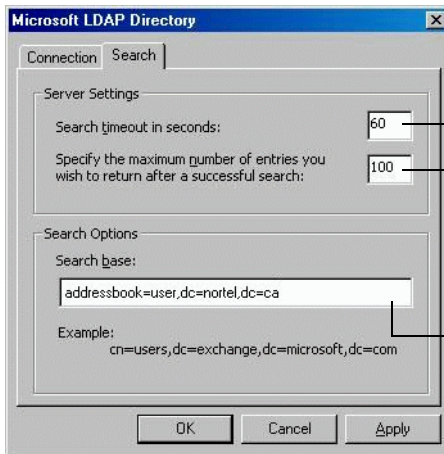 Microsoft LDAP Directory
Connection Search
Server Settings
Search timeout in seconds: 60
Specify the maximum number of entries you
wish to return after a successful search: 100
Search Options
Search base:
addressbook=user,dc=nortel,dc=ca
Example:
cn=users,dc=exchange,dc=microsoft,dc=com
OK Cancel Apply